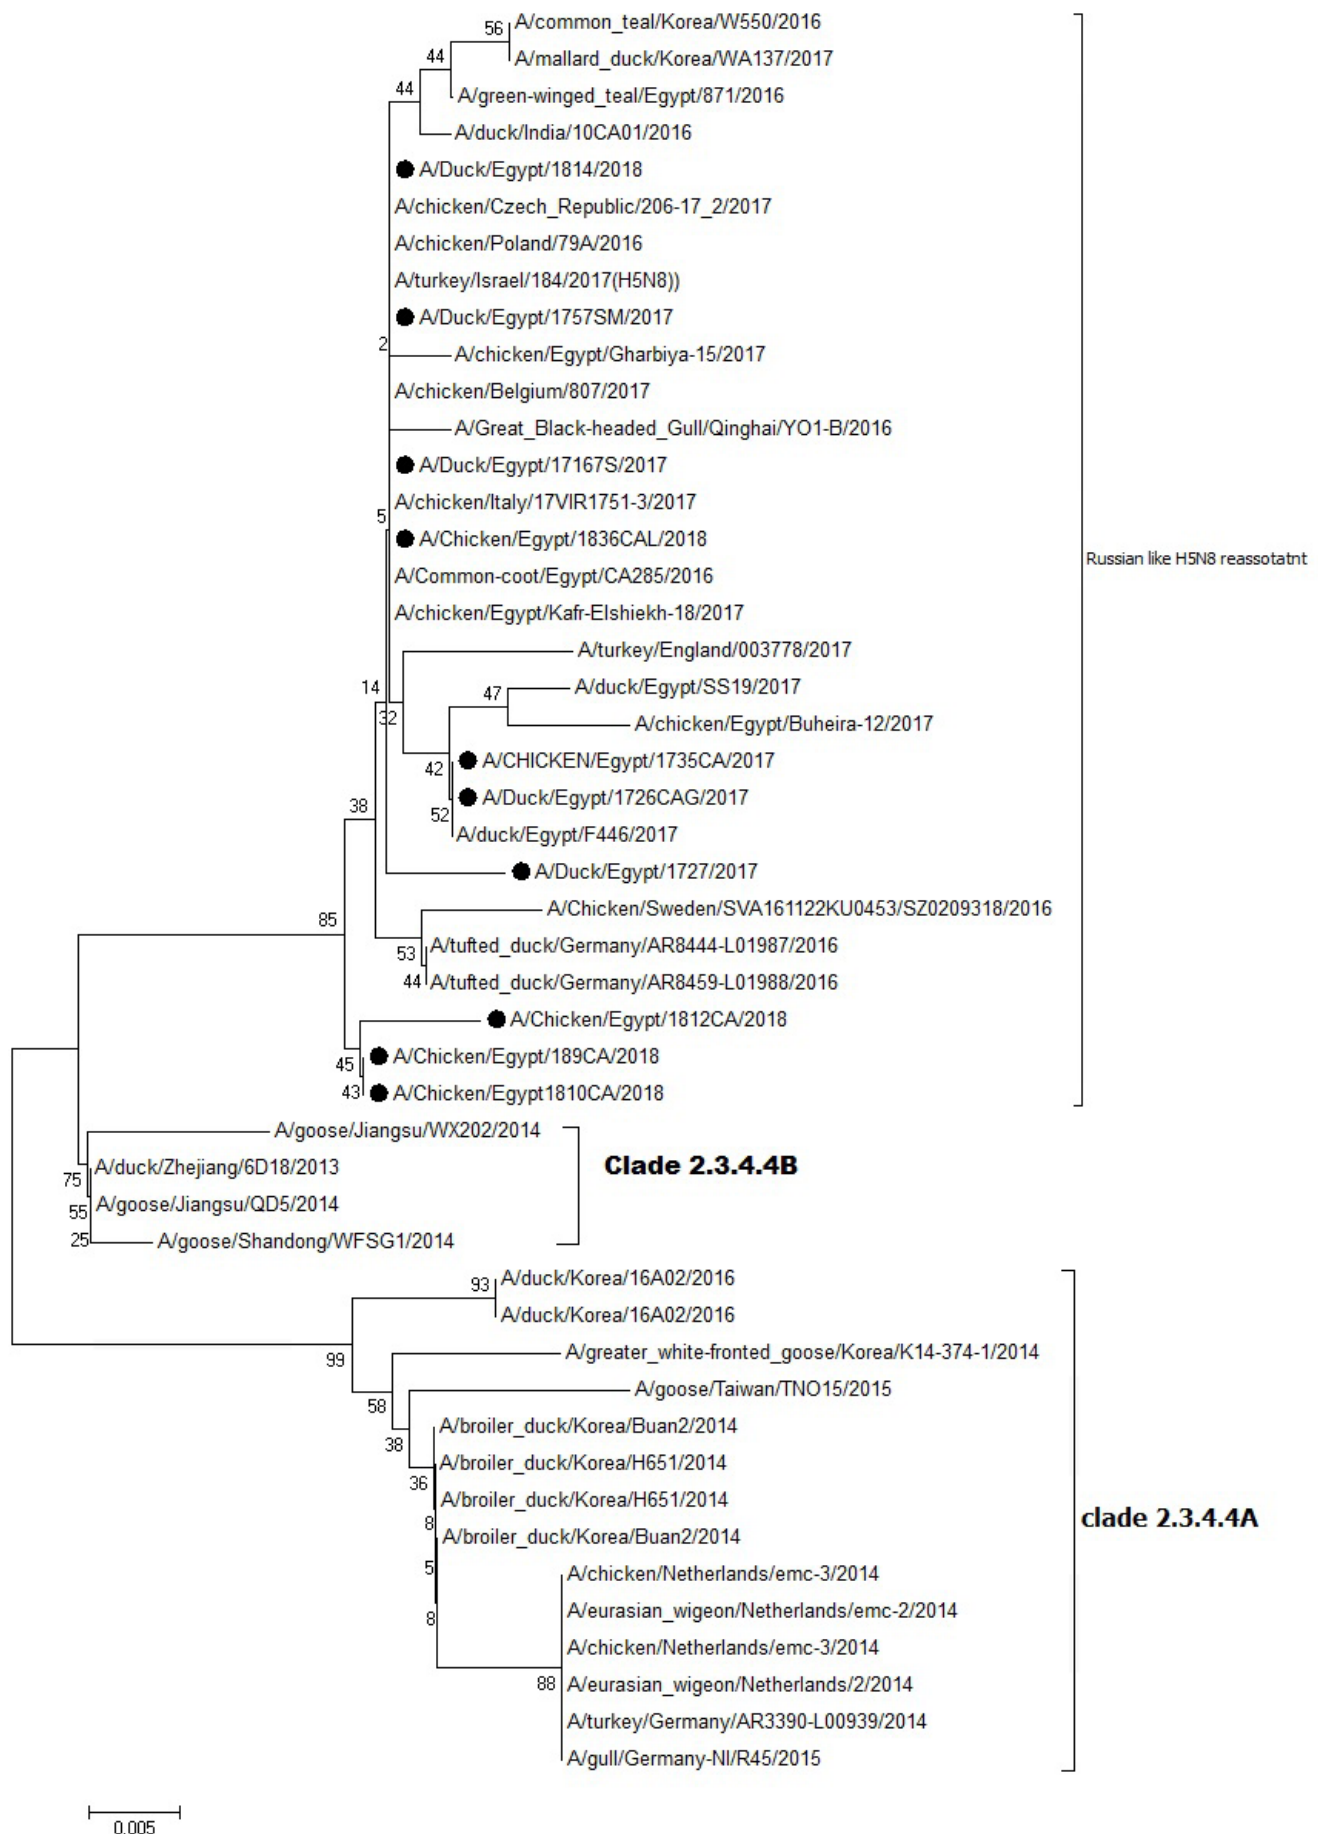 56
A/common_teal/Korea/W550/2016
A/mallard_duck/Korea/WA137/2017
44
A/green-winged_teal/Egypt/871/2016
44
A/duck/India/10CA01/2016
A/Duck/Egypt/1814/2018
A/chicken/Czech_Republic/206-17_2/2017
A/chicken/Poland/79A/2016
A/turkey/Israel/184/2017(H5N8))
A/Duck/Egypt/1757SM/2017
2
A/chicken/Egypt/Gharbiya-15/2017
A/chicken/Belgium/807/2017
A/Great_Black-headed_Gull/Qinghai/YO1-B/2016
A/Duck/Egypt/17167S/2017
A/chicken/Italy/17VIR1751-3/2017
5
A/Chicken/Egypt/1836CAL/2018
Russian like H5N8 reassotatnt
A/Common-coot/Egypt/CA285/2016
A/chicken/Egypt/Kafr-Elshiekh-18/2017
A/turkey/England/003778/2017
14
47
A/duck/Egypt/SS19/2017
32
A/chicken/Egypt/Buheira-12/2017
A/CHICKEN/Egypt/1735CA/2017
42
A/Duck/Egypt/1726CAG/2017
38
52
A/duck/Egypt/F446/2017
A/Duck/Egypt/1727/2017
A/Chicken/Sweden/SVA161122KU0453/SZ0209318/2016
85
53
A/tufted_duck/Germany/AR8444-L01987/2016
44
A/tufted_duck/Germany/AR8459-L01988/2016
A/Chicken/Egypt/1812CA/2018
45
A/Chicken/Egypt/189CA/2018
43
A/Chicken/Egypt1810CA/2018
A/goose/Jiangsu/WX202/2014
75
A/duck/Zhejiang/6D18/2013
Clade 2.3.4.4B
55
A/goose/Jiangsu/QD5/2014
25
A/goose/Shandong/WFSG1/2014
93
A/duck/Korea/16A02/2016
A/duck/Korea/16A02/2016
99
A/greater_white-fronted_goose/Korea/K14-374-1/2014
58
A/goose/Taiwan/TNO15/2015
38
A/broiler_duck/Korea/Buan2/2014
36
A/broiler_duck/Korea/H651/2014
8
A/broiler_duck/Korea/H651/2014
clade 2.3.4.4A
A/broiler_duck/Korea/Buan2/2014
5
A/chicken/Netherlands/emc-3/2014
8
A/eurasian_wigeon/Netherlands/emc-2/2014
A/chicken/Netherlands/emc-3/2014
88
A/eurasian_wigeon/Netherlands/2/2014
A/turkey/Germany/AR3390-L00939/2014
A/gull/Germany-NI/R45/2015
0.005